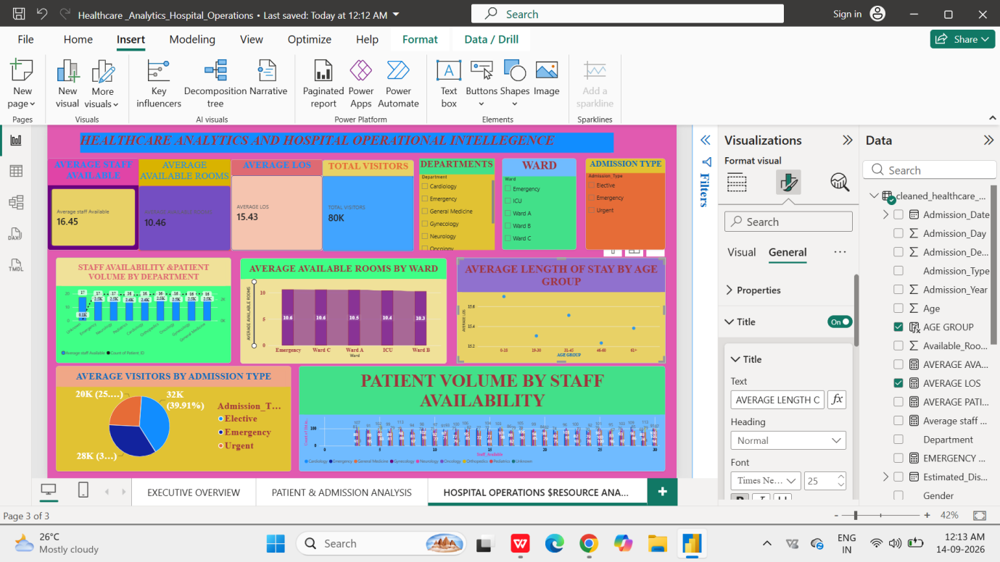 Healthcare _Analytics_Hospital_Operations • Last saved: Today at 12:12 AM
Search
Sign in
File
Home
Insert
Modeling
View
Optimize
Help
Format
Data / Drill
Share
New page
New visual
More visuals
Key influencers
Decomposition tree
Narrative
Paginated report
Power Apps
Power Automate
Text box
Buttons
Shapes
Image
Add a sparkline
Pages
Visuals
AI visuals
Power Platform
Elements
Sparklines
HEALTHCARE ANALYTICS AND HOSPITAL OPERATIONAL INTELLEGENCE
AVERAGE STAFF AVAILABLE
Average staff Available
16.45
AVERAGE AVAILABLE ROOMS
10.46
AVERAGE LOS
AVERAGE LOS
15.43
TOTAL VISITORS
TOTAL VISITORS
80K
DEPARTMENTS
Department
Cardiology
Emergency
General Medicine
Gynecology
Neurology
Oncology
WARD
Ward
Emergency
ICU
Ward A
Ward B
Ward C
ADMISSION TYPE
Admission_Type
Elective
Emergency
Urgent
STAFF AVAILABILITY &PATIENT
VOLUME BY DEPARTMENT
20
10
0
17 17 17 16 16 16 16 16 16
0.1K 2.5K 2.5K 2.4K 2.4K 2.5K 2.5K 2.5K 2.5K
2K
0K
Unknown
Emergency
Neurology
Pediatrics
Cardiology
Orthopedics
Oncology
Gynecology
General Medicine
Average staff Available Count of Patient_ID
AVERAGE AVAILABLE ROOMS BY WARD
AVERAGE AVAILABLE ROOMS
10
5
0
10.6 10.6 10.5 10.4 10.3
Emergency Ward C Ward A ICU Ward B
Ward
AVERAGE LENGTH OF STAY BY AGE
GROUP
AVERAGE LOS
15.6
15.4
15.2
0-18 19-30 31-45 46-60 61+
AGE GROUP
AVERAGE VISITORS BY ADMISSION TYPE
20K (25.…)
32K
(39.91%)
28K (3…)
Admission_T…
Elective
Emergency
Urgent
PATIENT VOLUME BY STAFF
AVAILABILITY
100
0
0 5 10 15 20 25 30
Staff_Available
Cardiology Emergency General Medicine Gynecology Neurology Oncology Orthopedics Pediatrics Unknown
Filters
Visualizations
Format visual
Search
Visual
General
...
Properties
Title
On
Title
Text
AVERAGE LENGTH O
fx
Heading
Normal
Font
Times Ne...
25
Data
Search
cleaned_healthcare_...
Admission_Date
Admission_Day
Admission_De...
Admission_Type
Admission_Year
Age
AGE GROUP
Available_Roo...
AVERAGE AVA...
AVERAGE LOS
AVERAGE PATI...
Average staff ...
Department
EMERGENCY ...
Estimated_Dis...
Gender
EXECUTIVE OVERVIEW
PATIENT & ADMISSION ANALYSIS
HOSPITAL OPERATIONS $RESOURCE ANA...
Page 3 of 3
- + 42%
26°C
Mostly cloudy
Search
ENG
IN
12:13 AM
14-09-2026